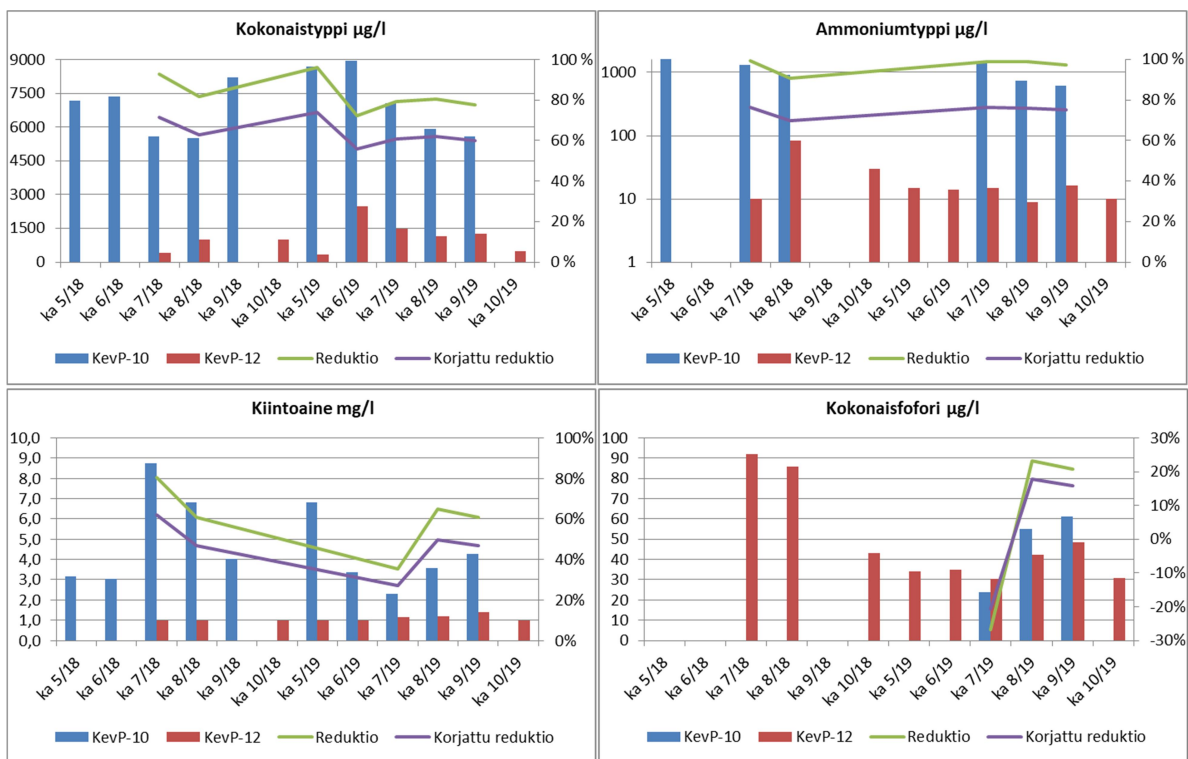 Kokonaistyppi µg/l
9000
7500
6000
4500
3000
1500
0
100 %
80 %
60 %
40 %
20 %
0 %
ka 5/18
ka 6/18
ka 7/18
ka 8/18
ka 9/18
ka 10/18
ka 5/19
ka 6/19
ka 7/19
ka 8/19
ka 9/19
ka 10/19
KevP-10 KevP-12 Reduktio Korjattu reduktio
Ammoniumtyppi µg/l
1000
100
10
1
100 %
80 %
60 %
40 %
20 %
0 %
ka 5/18
ka 6/18
ka 7/18
ka 8/18
ka 9/18
ka 10/18
ka 5/19
ka 6/19
ka 7/19
ka 8/19
ka 9/19
ka 10/19
KevP-10 KevP-12 Reduktio Korjattu reduktio
Kiintoaine mg/l
10,0
9,0
8,0
7,0
6,0
5,0
4,0
3,0
2,0
1,0
0,0
100%
80%
60%
40%
20%
0%
ka 5/18
ka 6/18
ka 7/18
ka 8/18
ka 9/18
ka 10/18
ka 5/19
ka 6/19
ka 7/19
ka 8/19
ka 9/19
ka 10/19
KevP-10 KevP-12 Reduktio Korjattu reduktio
Kokonaisfofori µg/l
100
90
80
70
60
50
40
30
20
10
0
30%
20%
10%
0%
-10%
-20%
-30%
ka 5/18
ka 6/18
ka 7/18
ka 8/18
ka 9/18
ka 10/18
ka 5/19
ka 6/19
ka 7/19
ka 8/19
ka 9/19
ka 10/19
KevP-10 KevP-12 Reduktio Korjattu reduktio